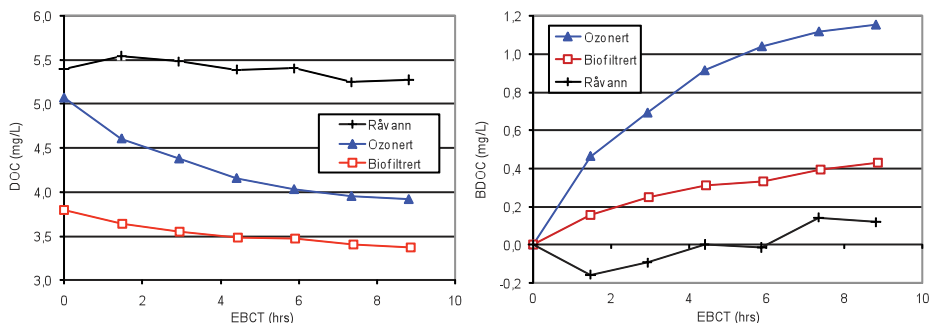 6,0
5,5
5,0
4,5
4,0
3,5
3,0
DOC (mg/L)
Råvann
Ozonert
Biofiltrert
0 2 4 6 8 10
EBCT (hrs)
1,2
1,0
0,8
0,6
0,4
0,2
0,0
-0,2
BDOC (mg/L)
Ozonert
Biofiltrert
Råvann
0 2 4 6 8 10
EBCT (hrs)